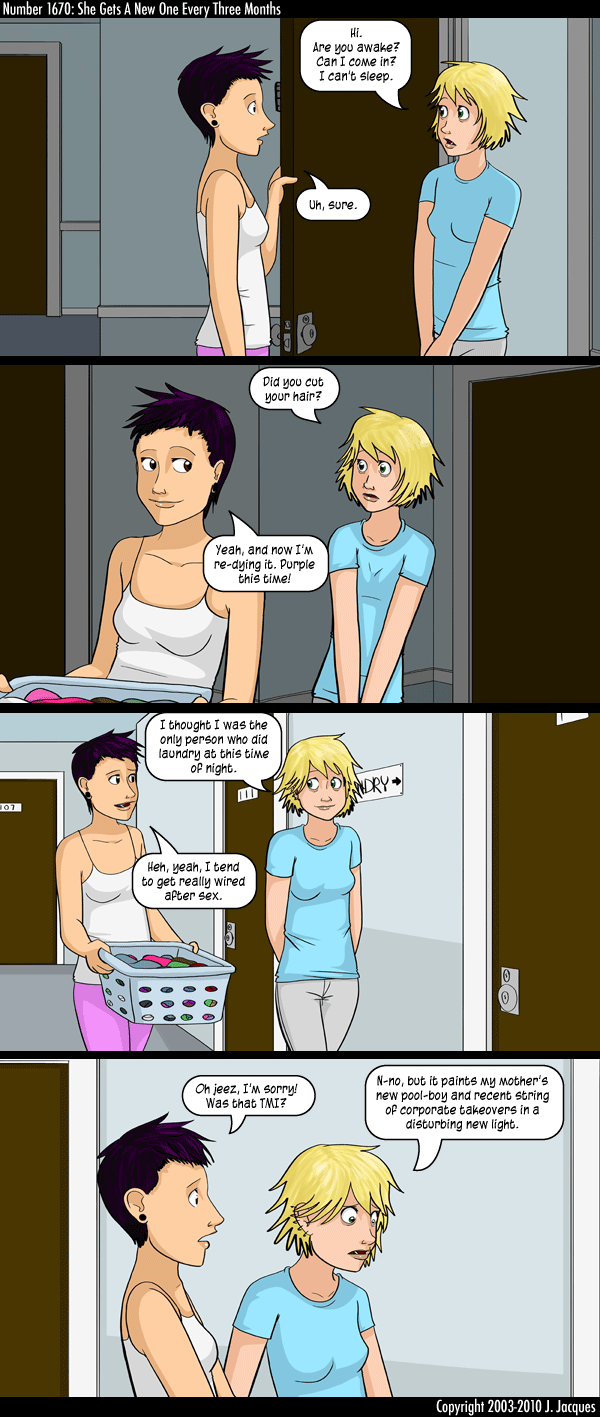 Number 1670: She Gets A New One Every Three Months
Hi.
Are you awake?
Can I come in?
I can't sleep.
Uh, sure.
Did you cut
your hair?
Yeah, and now I'm
re-dying it. Purple
this time!
I thought I was the
only person who did
laundry at this time
of night.
107
111
DRY→
Heh, yeah, I tend
to get really wired
after sex.
Oh jeez, I'm sorry!
Was that TMI?
N-no, but it paints my mother's
new pool-boy and recent string
of corporate takeovers in a
disturbing new light.
Copyright 2003-2010 J. Jacques